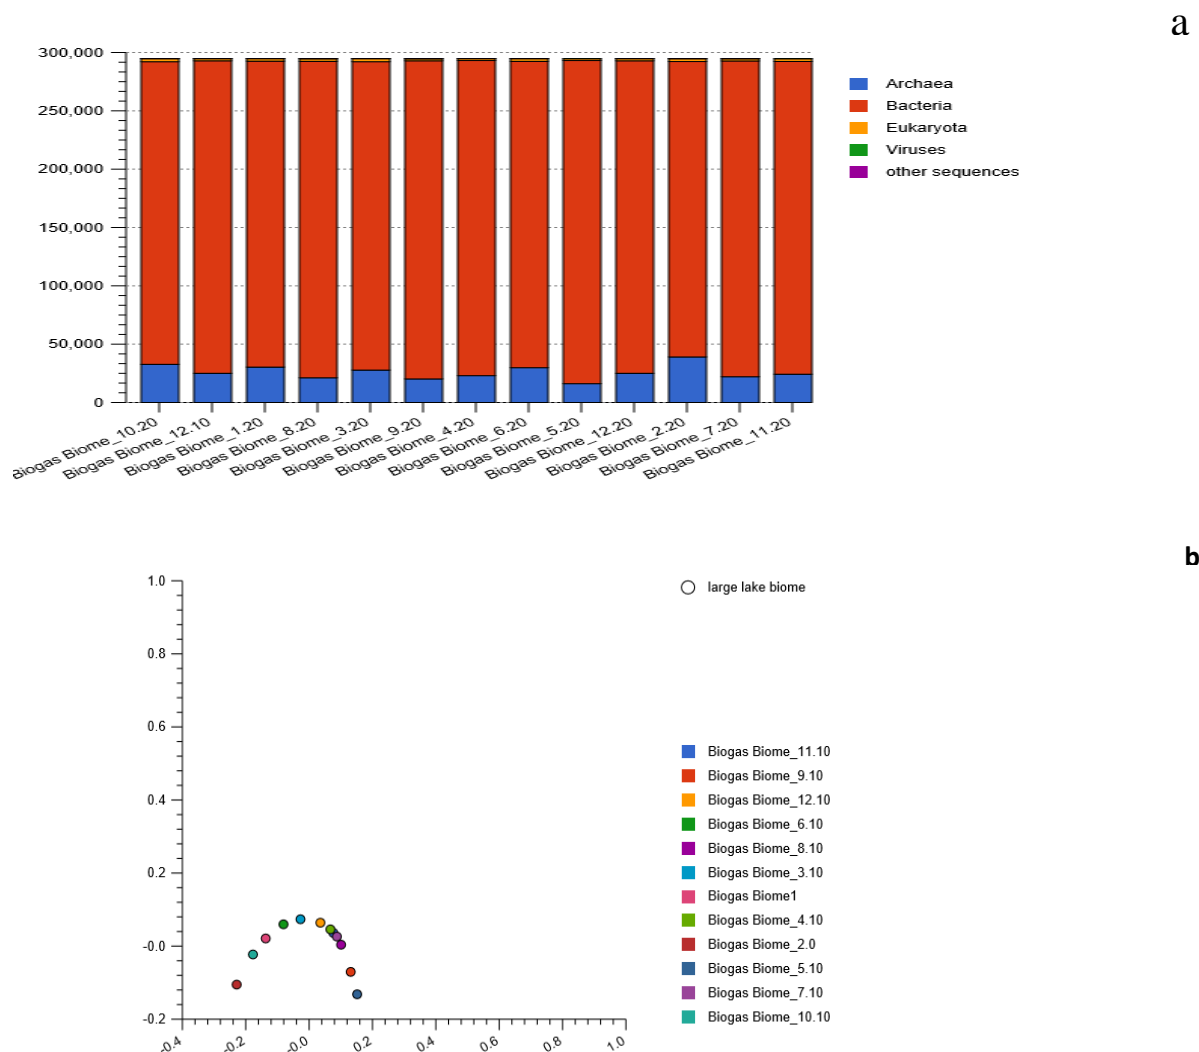 a
300,000
250,000
200,000
150,000
100,000
50,000
0
Biogas Biome_10.20
Biogas Biome_12.10
Biogas Biome_1.20
Biogas Biome_8.20
Biogas Biome_3.20
Biogas Biome_9.20
Biogas Biome_4.20
Biogas Biome_6.20
Biogas Biome_5.20
Biogas Biome_12.20
Biogas Biome_2.20
Biogas Biome_7.20
Biogas Biome_11.20
Archaea
Bacteria
Eukaryota
Viruses
other sequences
b
1.0
0.8
0.6
0.4
0.2
-0.0
-0.2
-0.4
-0.2
-0.0
0.2
0.4
0.6
0.8
1.0
large lake biome
Biogas Biome_11.10
Biogas Biome_9.10
Biogas Biome_12.10
Biogas Biome_6.10
Biogas Biome_8.10
Biogas Biome_3.10
Biogas Biome1
Biogas Biome_4.10
Biogas Biome_2.0
Biogas Biome_5.10
Biogas Biome_7.10
Biogas Biome_10.10